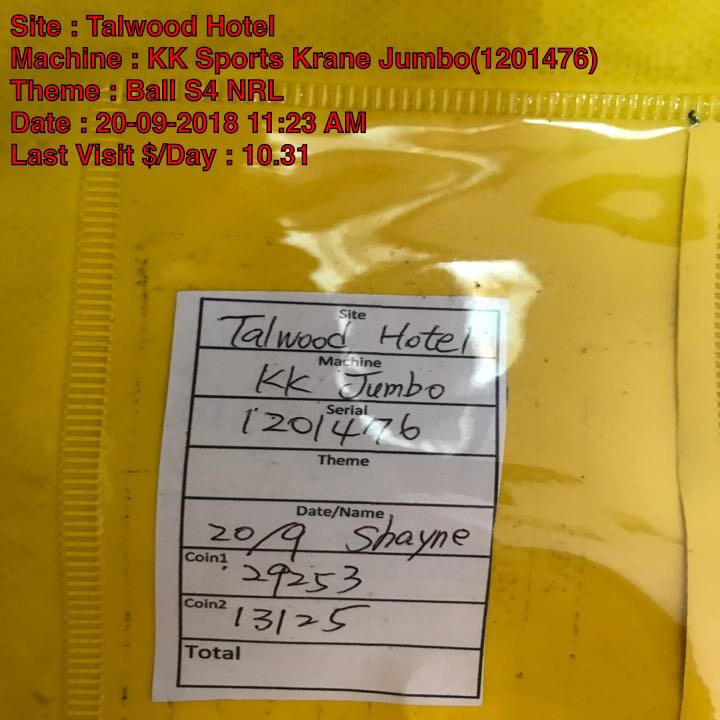 Site : Talwood Hotel
Machine : KK Sports Krane Jumbo(1201476)
Theme : Ball S4 NRL
Date : 20-09-2018 11:23 AM
Last Visit $/Day : 10.31
Site
Talwood Hotel
Machine
KK Jumbo
Serial
1201476
Theme
Date/Name
20/9 Shayne
Coin1
29253
Coin2
13125
Total